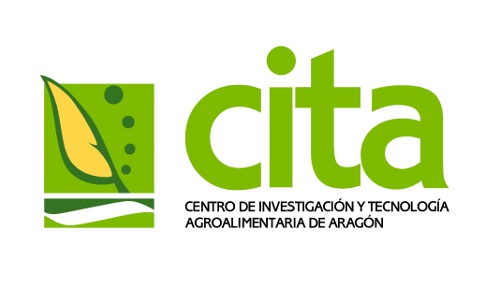 cita
CENTRO DE INVESTIGACIÓN Y TECNOLOGÍA
AGROALIMENTARIA DE ARAGÓN